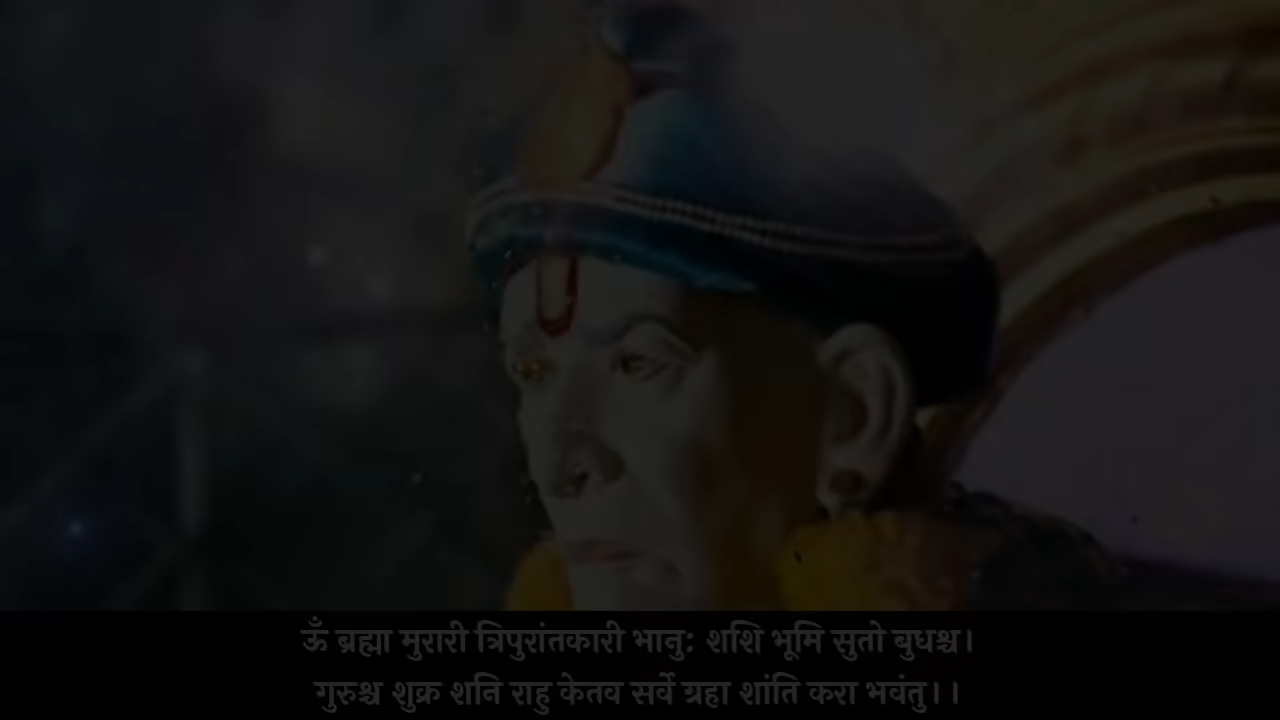 ॐ ब्रह्मा मुरारी त्रिपुरांतकारी भानु: शशि भूमि सुतो बुधश्च।
गुरुश्च शुक्र शनि राहु केतव सर्वे ग्रहा शांति करा भवंतु।।